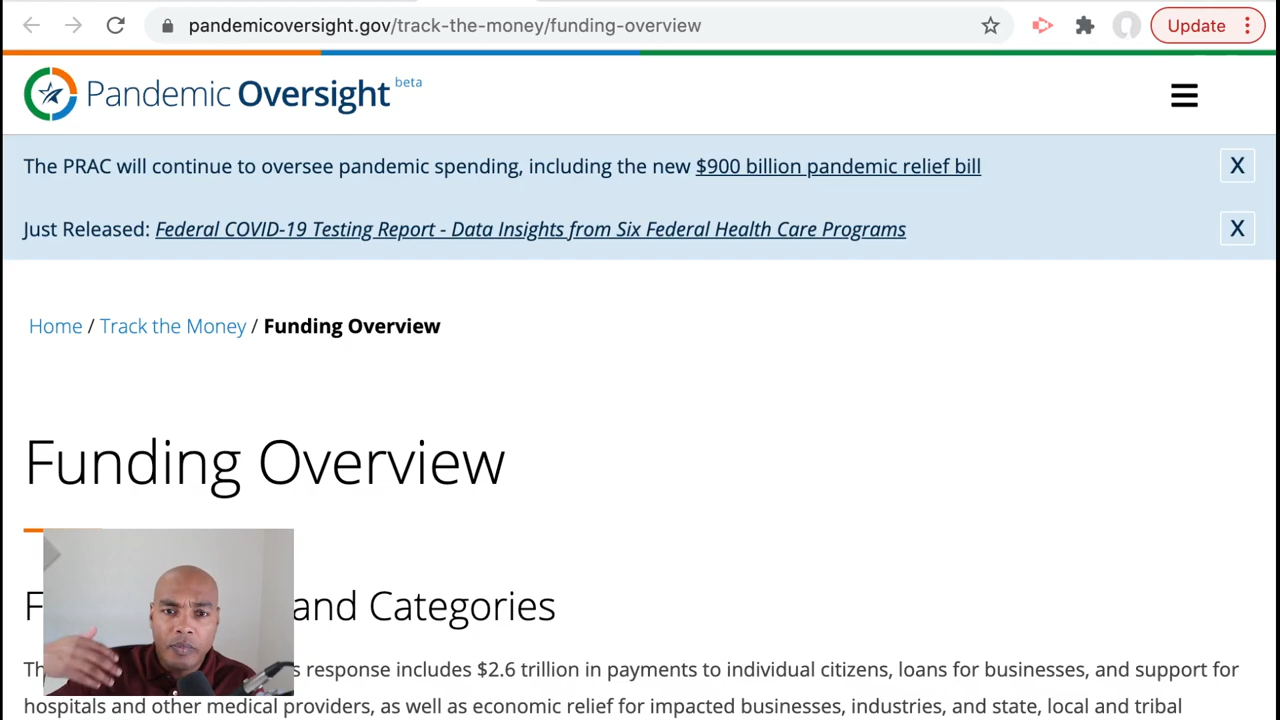 pandemicoversight.gov/track-the-money/funding-overview
Update
Pandemic Oversight beta
The PRAC will continue to oversee pandemic spending, including the new $900 billion pandemic relief bill X
Just Released: Federal COVID-19 Testing Report - Data Insights from Six Federal Health Care Programs X
Home / Track the Money / Funding Overview
Funding Overview
F and Categories
Th s response includes $2.6 trillion in payments to individual citizens, loans for businesses, and support for
hospitals and other medical providers, as well as economic relief for impacted businesses, industries, and state, local and tribal